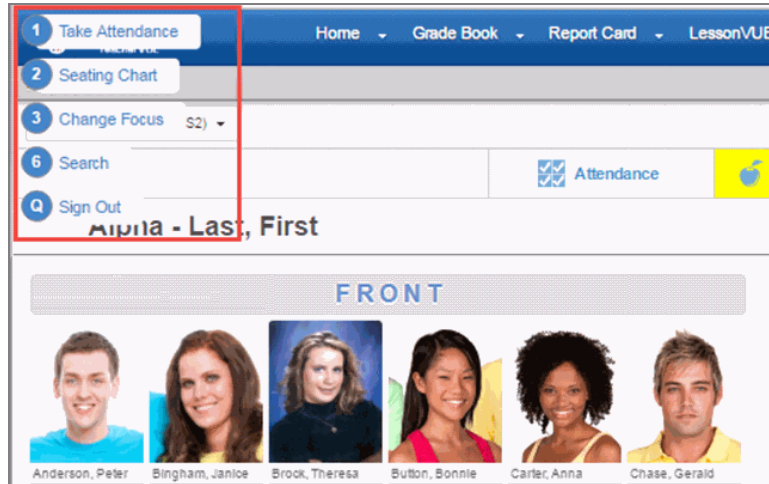 1 Take Attendance
Home Grade Book Report Card LessonVUE
2 Seating Chart
3 Change Focus S2)
6 Search
Attendance
Q Sign Out
Alpha - Last, First
FRONT
Anderson, Peter Bingham, Janice Brock, Theresa Button, Bonnie Carter, Anna Chase, Gerald